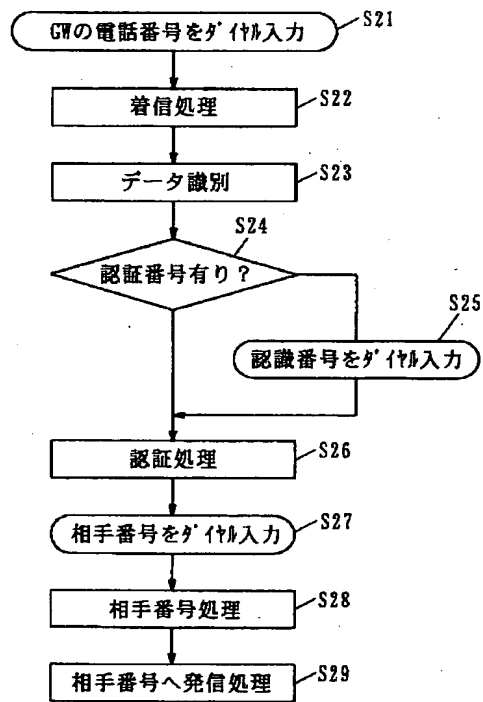 GWの電話番号をﾀﾞｲﾔﾙ入力
S21
着信処理
S22
データ識別
S23
S24
認証番号有り？
S25
認識番号をﾀﾞｲﾔﾙ入力
認証処理
S26
相手番号をﾀﾞｲﾔﾙ入力
S27
相手番号処理
S28
相手番号へ発信処理
S29